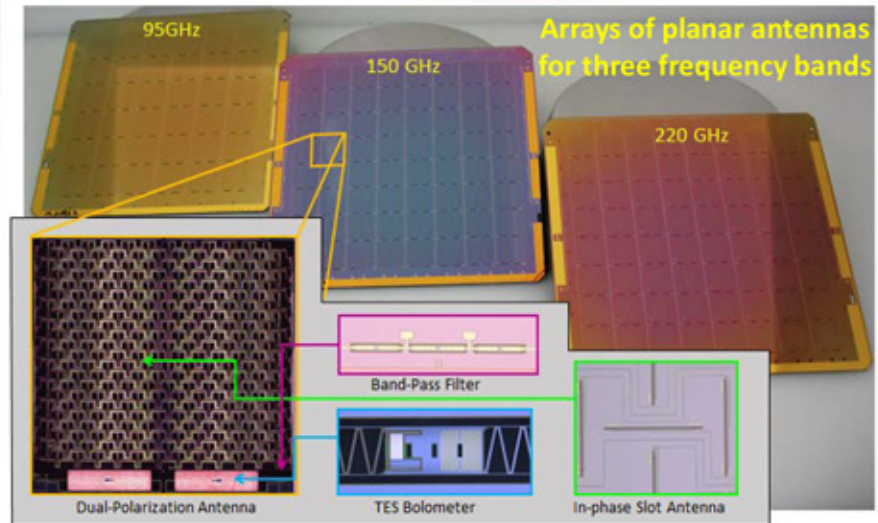 95GHz
Arrays of planar antennas
for three frequency bands
150 GHz
220 GHz
Band-Pass Filter
Dual-Polarization Antenna
TES Bolometer
In-phase Slot Antenna